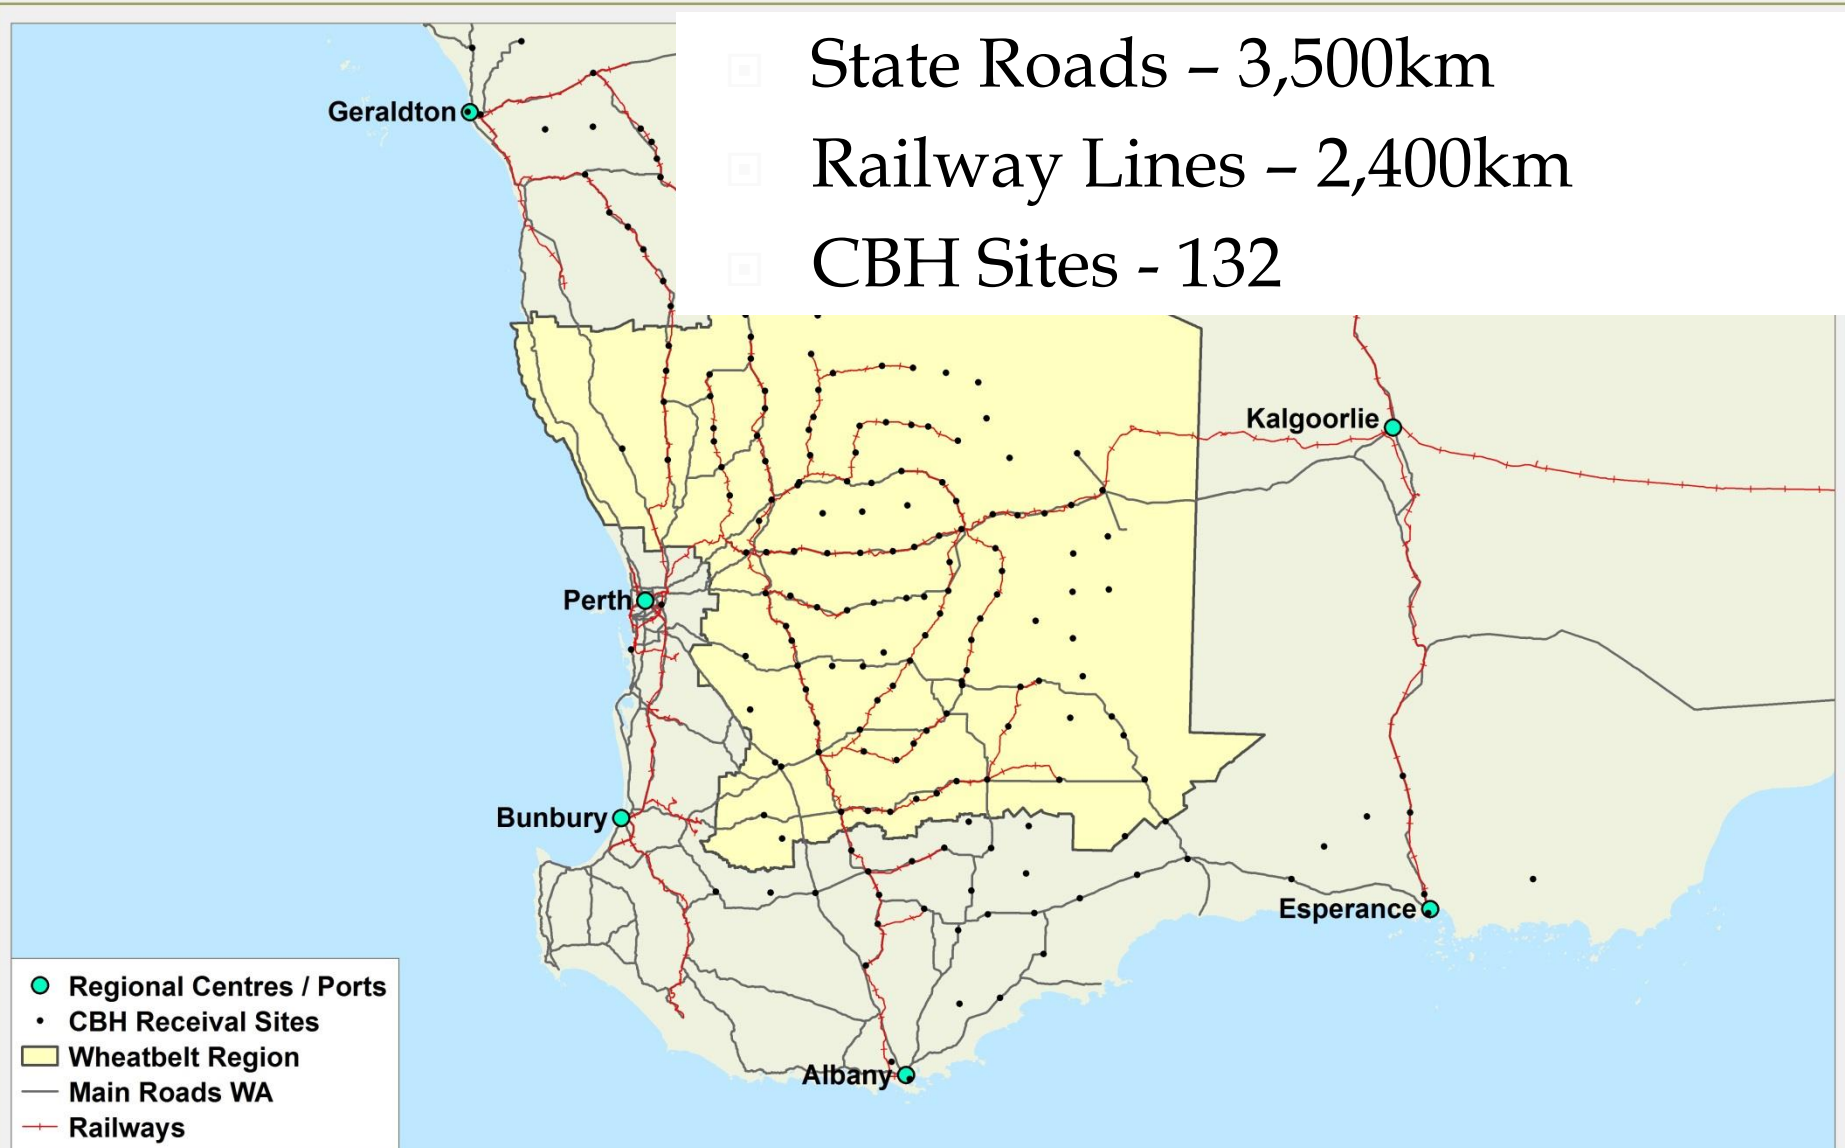 State Roads – 3,500km
Railway Lines – 2,400km
CBH Sites - 132
Geraldton
Kalgoorlie
Perth
Bunbury
Esperance
Albany
Regional Centres / Ports
CBH Receival Sites
Wheatbelt Region
Main Roads WA
Railways